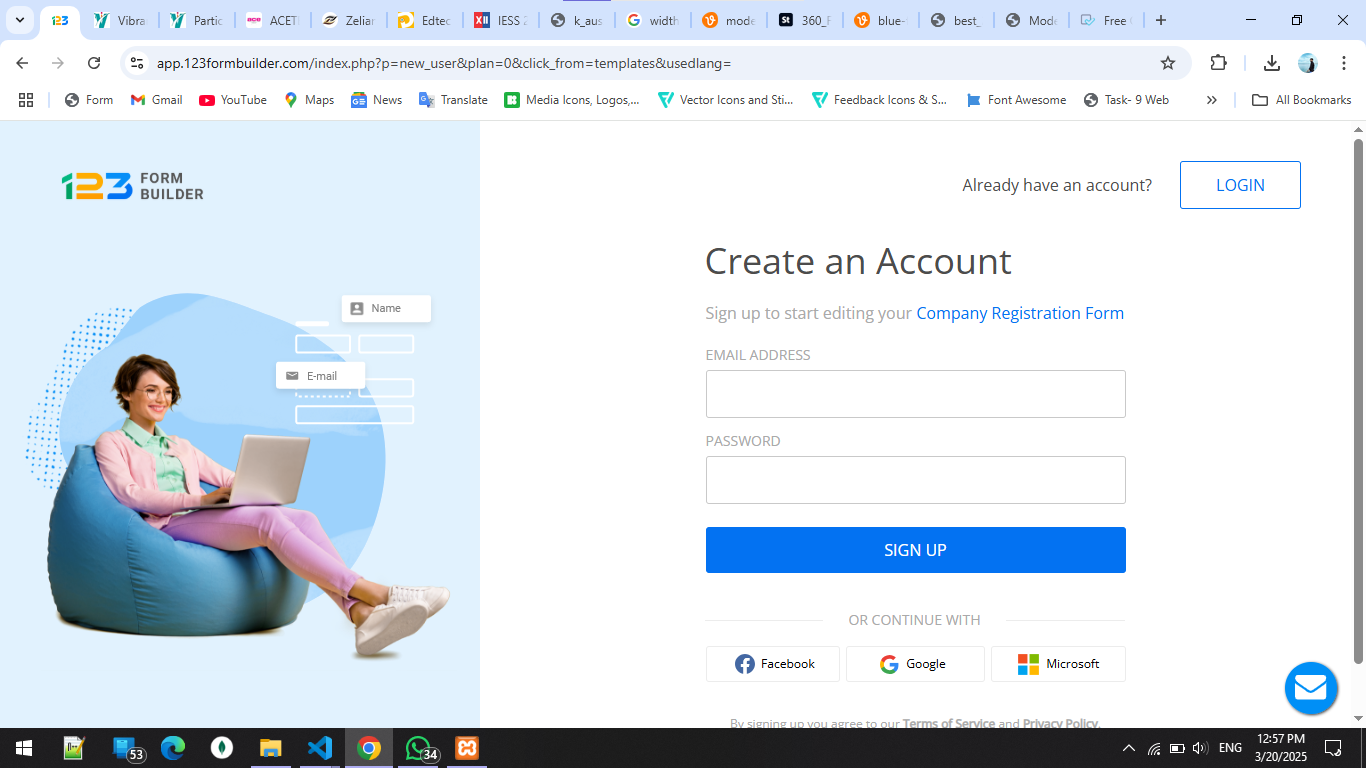 Vibra
Partic
ACET
Zeliar
Edtec
IESS 2
k_aus
width
mode
360_F
blue-
best_
Mode
Free
app.123formbuilder.com/index.php?p=new_user&plan=0&click_from=templates&usedlang=
Form Gmail YouTube Maps News Translate Media Icons, Logos,... Vector Icons and Sti... Feedback Icons & S... Font Awesome Task- 9 Web » All Bookmarks
123 FORM
BUILDER
Already have an account? LOGIN
Create an Account
Sign up to start editing your Company Registration Form
Name
E-mail
EMAIL ADDRESS
PASSWORD
SIGN UP
OR CONTINUE WITH
Facebook Google Microsoft
By signing up you agree to our Terms of Service and Privacy Policy.
53
34
ENG
12:57 PM
3/20/2025